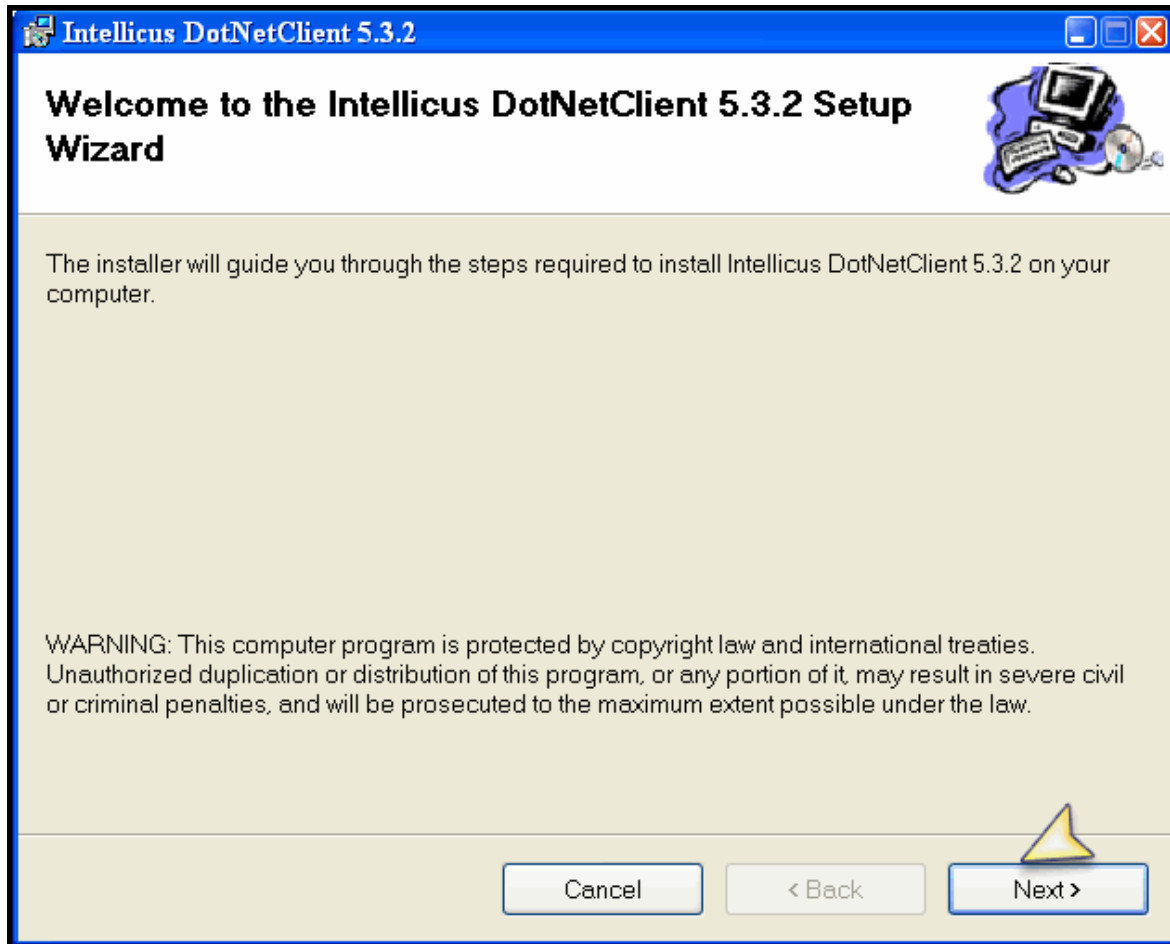 Intellicus DotNetClient 5.3.2
Welcome to the Intellicus DotNetClient 5.3.2 Setup
Wizard
The installer will guide you through the steps required to install Intellicus DotNetClient 5.3.2 on your
computer.
WARNING: This computer program is protected by copyright law and international treaties.
Unauthorized duplication or distribution of this program, or any portion of it, may result in severe civil
or criminal penalties, and will be prosecuted to the maximum extent possible under the law.
Cancel
< Back
Next >